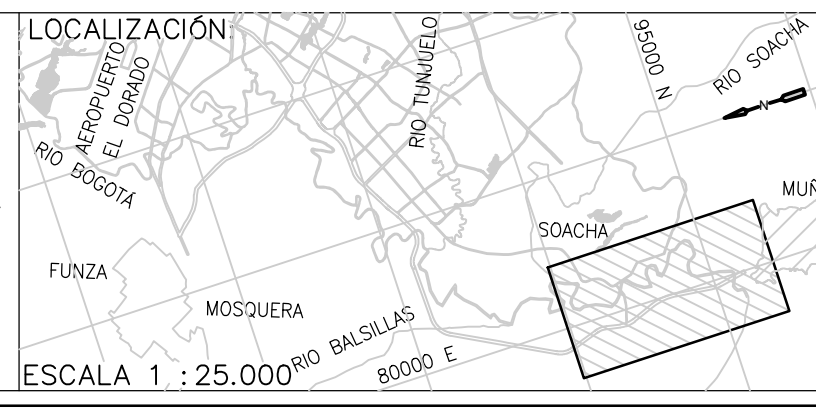 LOCALIZACIÓN:
AEROPUERTO
EL DORADO
RIO BOGOTÁ
RIO TUNJUELO
95000 N
RIO SOACHA
N
MUÑ
SOACHA
FUNZA
MOSQUERA
RIO BALSILLAS
80000 E
ESCALA 1 : 25.000